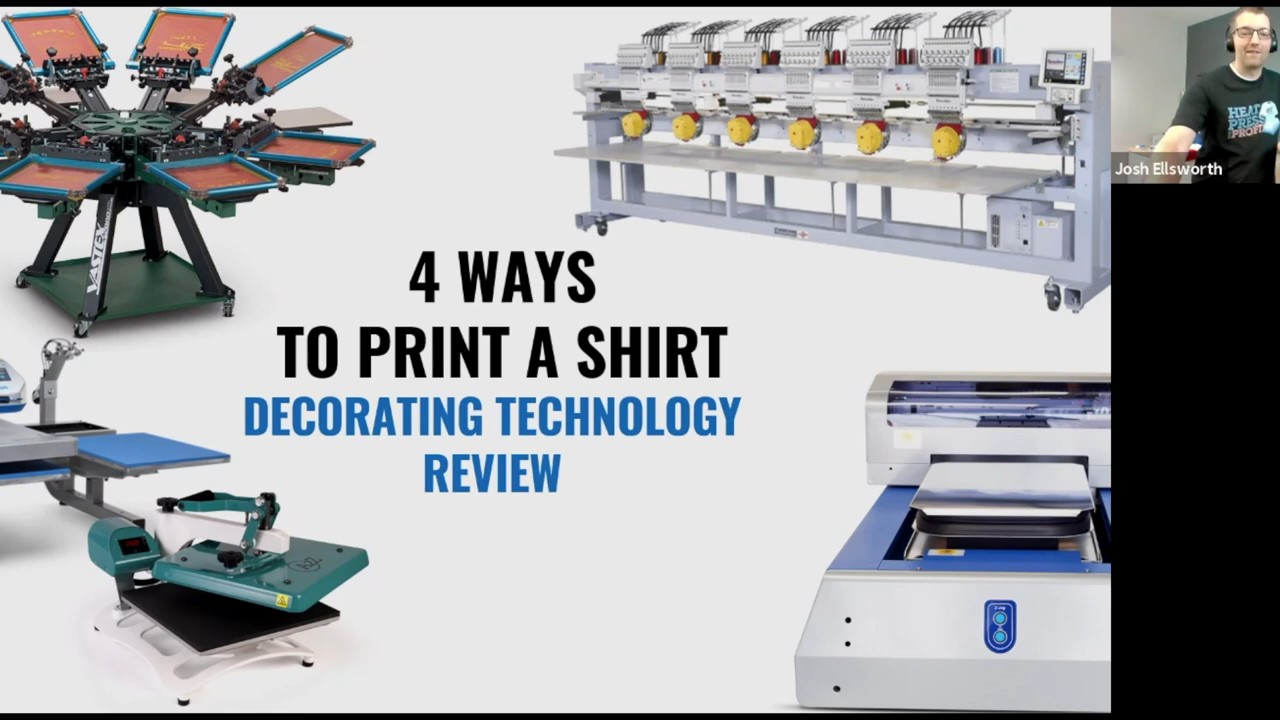 4 WAYS
TO PRINT A SHIRT
DECORATING TECHNOLOGY
REVIEW
VASTEX
HEAT
PRESS
PROFIT
Josh Ellsworth